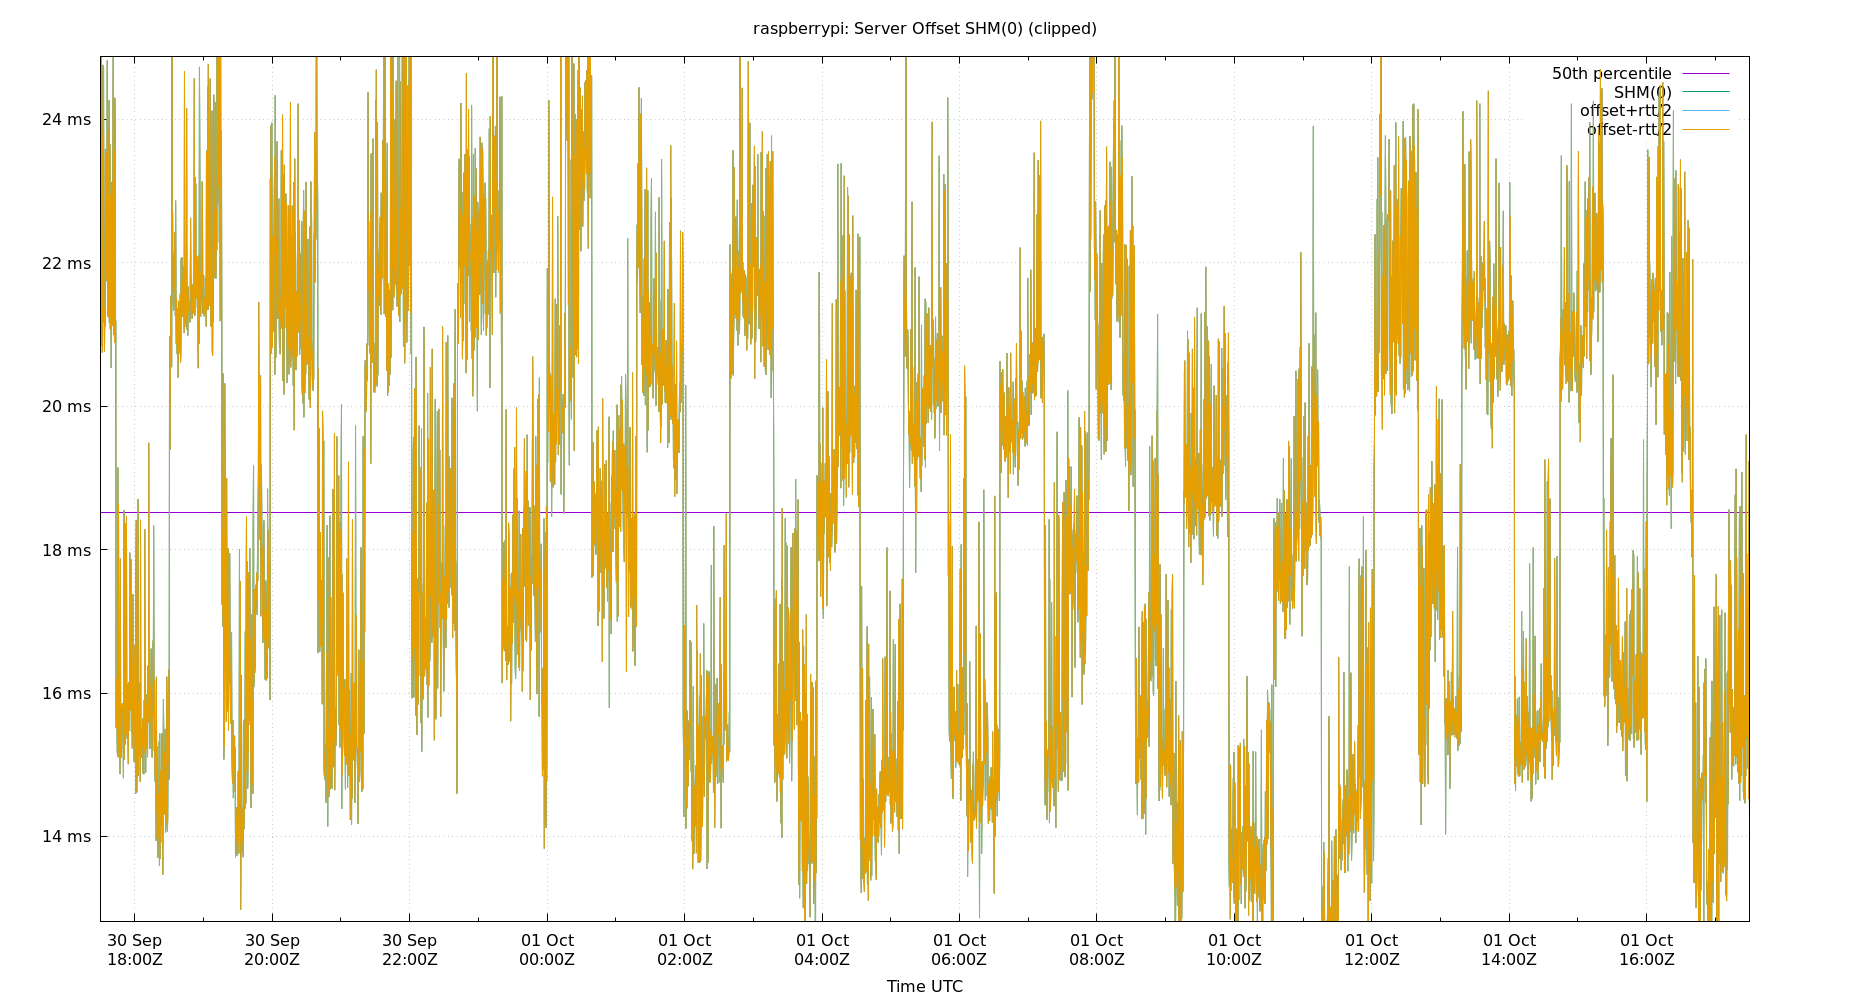 raspberrypi: Server Offset SHM(0) (clipped)
50th percentile
SHM(0)
offset+rtt/2
offset-rtt/2
24 ms
22 ms
20 ms
18 ms
16 ms
14 ms
30 Sep 30 Sep 30 Sep 01 Oct 01 Oct 01 Oct 01 Oct 01 Oct 01 Oct 01 Oct 01 Oct 01 Oct
18:00Z 20:00Z 22:00Z 00:00Z 02:00Z 04:00Z 06:00Z 08:00Z 10:00Z 12:00Z 14:00Z 16:00Z
Time UTC